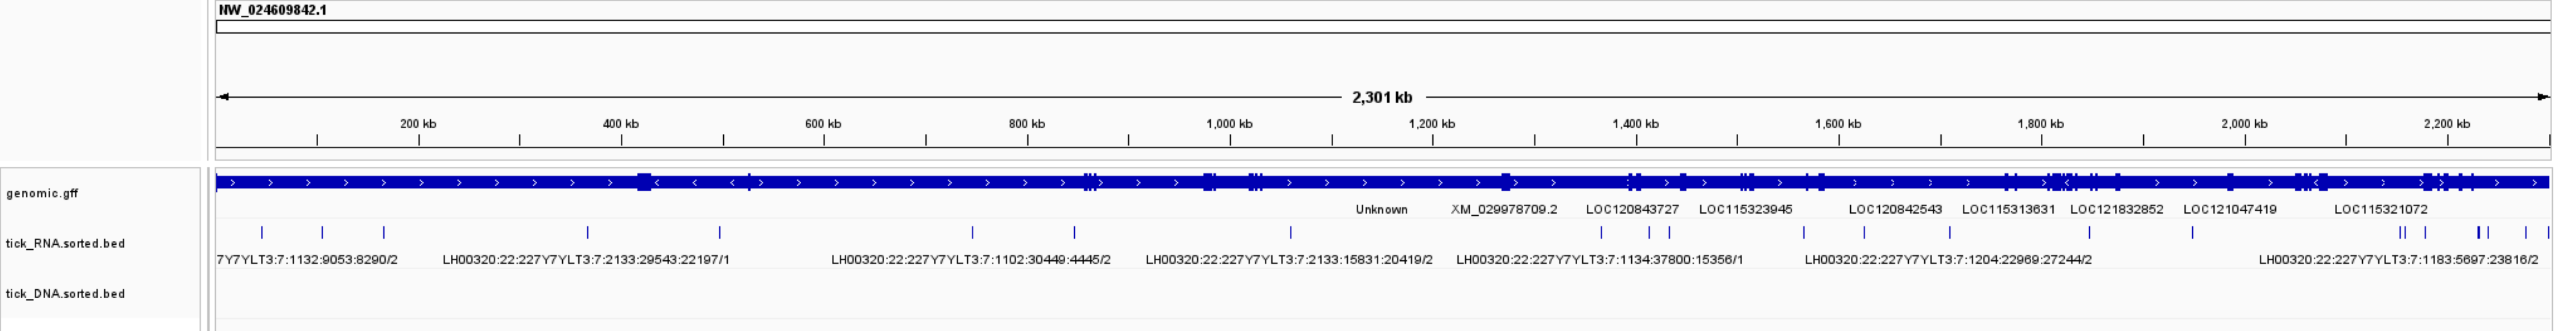 NW_024609842.1
2,301 kb
200 kb 400 kb 600 kb 800 kb 1,000 kb 1,200 kb 1,400 kb 1,600 kb 1,800 kb 2,000 kb 2,200 kb
genomic.gff
Unknown XM_029978709.2 LOC120843727 LOC115323945 LOC120842543 LOC115313631 LOC121832852 LOC121047419 LOC115321072
tick_RNA.sorted.bed
7Y7YLT3:7:1132:9053:8290/2 LH00320:22:227Y7YLT3:7:2133:29543:22197/1 LH00320:22:227Y7YLT3:7:1102:30449:4445/2 LH00320:22:227Y7YLT3:7:2133:15831:20419/2 LH00320:22:227Y7YLT3:7:1134:37800:15356/1 LH00320:22:227Y7YLT3:7:1204:22969:27244/2 LH00320:22:227Y7YLT3:7:1183:5697:23816/2
tick_DNA.sorted.bed